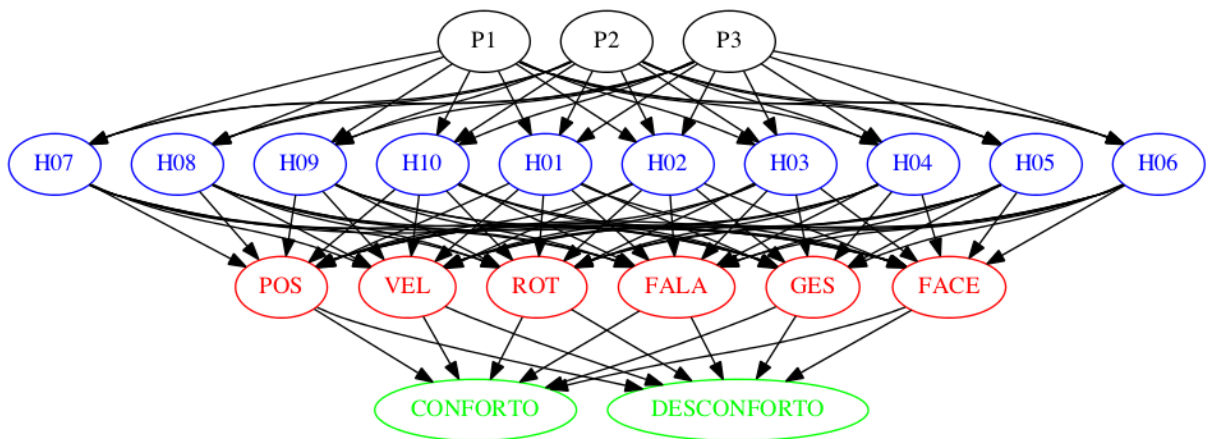 P1 P2 P3
H07 H08 H09 H10 H01 H02 H03 H04 H05 H06
POS VEL ROT FALA GES FACE
CONFORTO DESCONFORTO